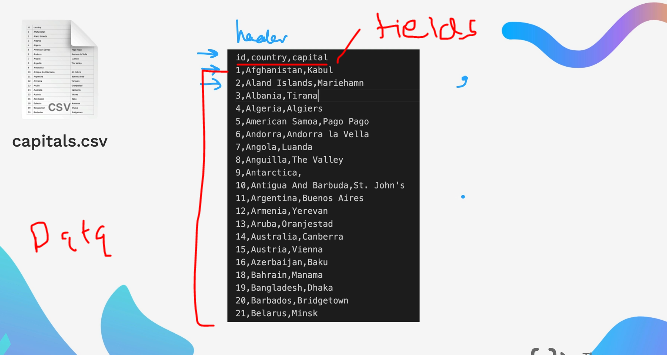 header
fields
id,country,capital
1,Afghanistan,Kabul
2,Aland Islands,Mariehamn
3,Albania,Tirana
4,Algeria,Algiers
5,American Samoa,Pago Pago
6,Andorra,Andorra la Vella
7,Angola,Luanda
8,Anguilla,The Valley
9,Antarctica,
10,Antigua And Barbuda,St. John's
11,Argentina,Buenos Aires
12,Armenia,Yerevan
13,Aruba,Oranjestad
14,Australia,Canberra
15,Austria,Vienna
16,Azerbaijan,Baku
18,Bahrain,Manama
19,Bangladesh,Dhaka
20,Barbados,Bridgetown
21,Belarus,Minsk
CSV
capitals.csv
Data
,
.